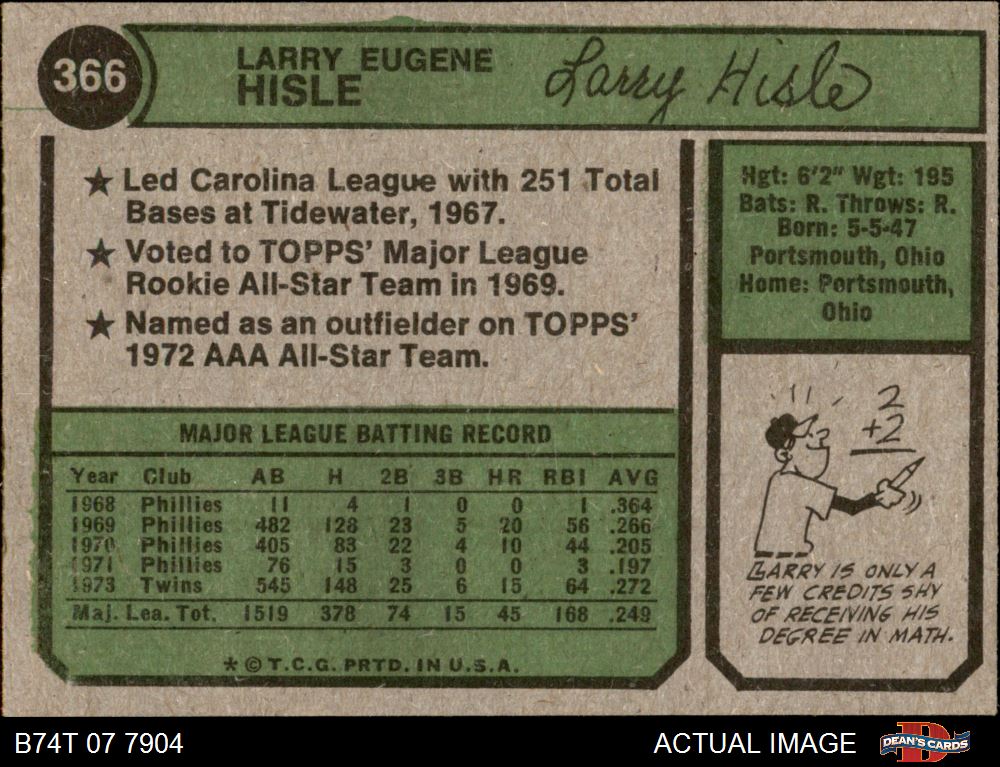 366
LARRY EUGENE
HISLE
Larry Hisle
★ Led Carolina League with 251 Total
Bases at Tidewater, 1967.
★ Voted to TOPPS' Major League
Rookie All-Star Team in 1969.
★ Named as an outfielder on TOPPS'
1972 AAA All-Star Team.
Hgt: 6'2" Wgt: 195
Bats: R. Throws: R.
Born: 5-5-47
Portsmouth, Ohio
Home: Portsmouth,
Ohio
MAJOR LEAGUE BATTING RECORD
Year Club AB H 2B 3B HR RBI AVG
1968 Phillies 11 4 1 0 0 1 .364
1969 Phillies 482 128 23 5 20 56 .266
1970 Phillies 405 83 22 4 10 44 .205
1971 Phillies 76 15 3 0 0 3 .197
1973 Twins 545 148 25 6 15 64 .272
Maj. Lea. Tot. 1519 378 74 15 45 168 .249
* © T.C.G. PRTD. IN U.S.A.
2
+2
LARRY IS ONLY A
FEW CREDITS SHY
OF RECEIVING HIS
DEGREE IN MATH.
B74T 07 7904
ACTUAL IMAGE
DEAN'S CARDS